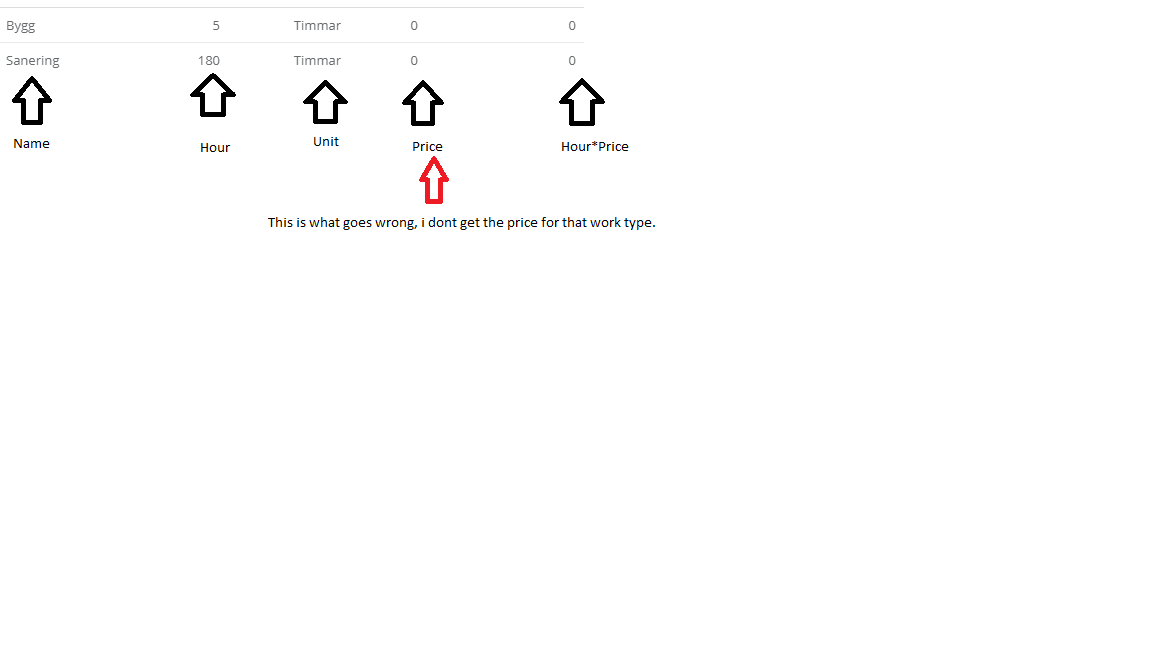 Bygg 5 Timmar 0 0
Sanering 180 Timmar 0 0
Name Hour Unit Price Hour*Price
This is what goes wrong, i dont get the price for that work type.